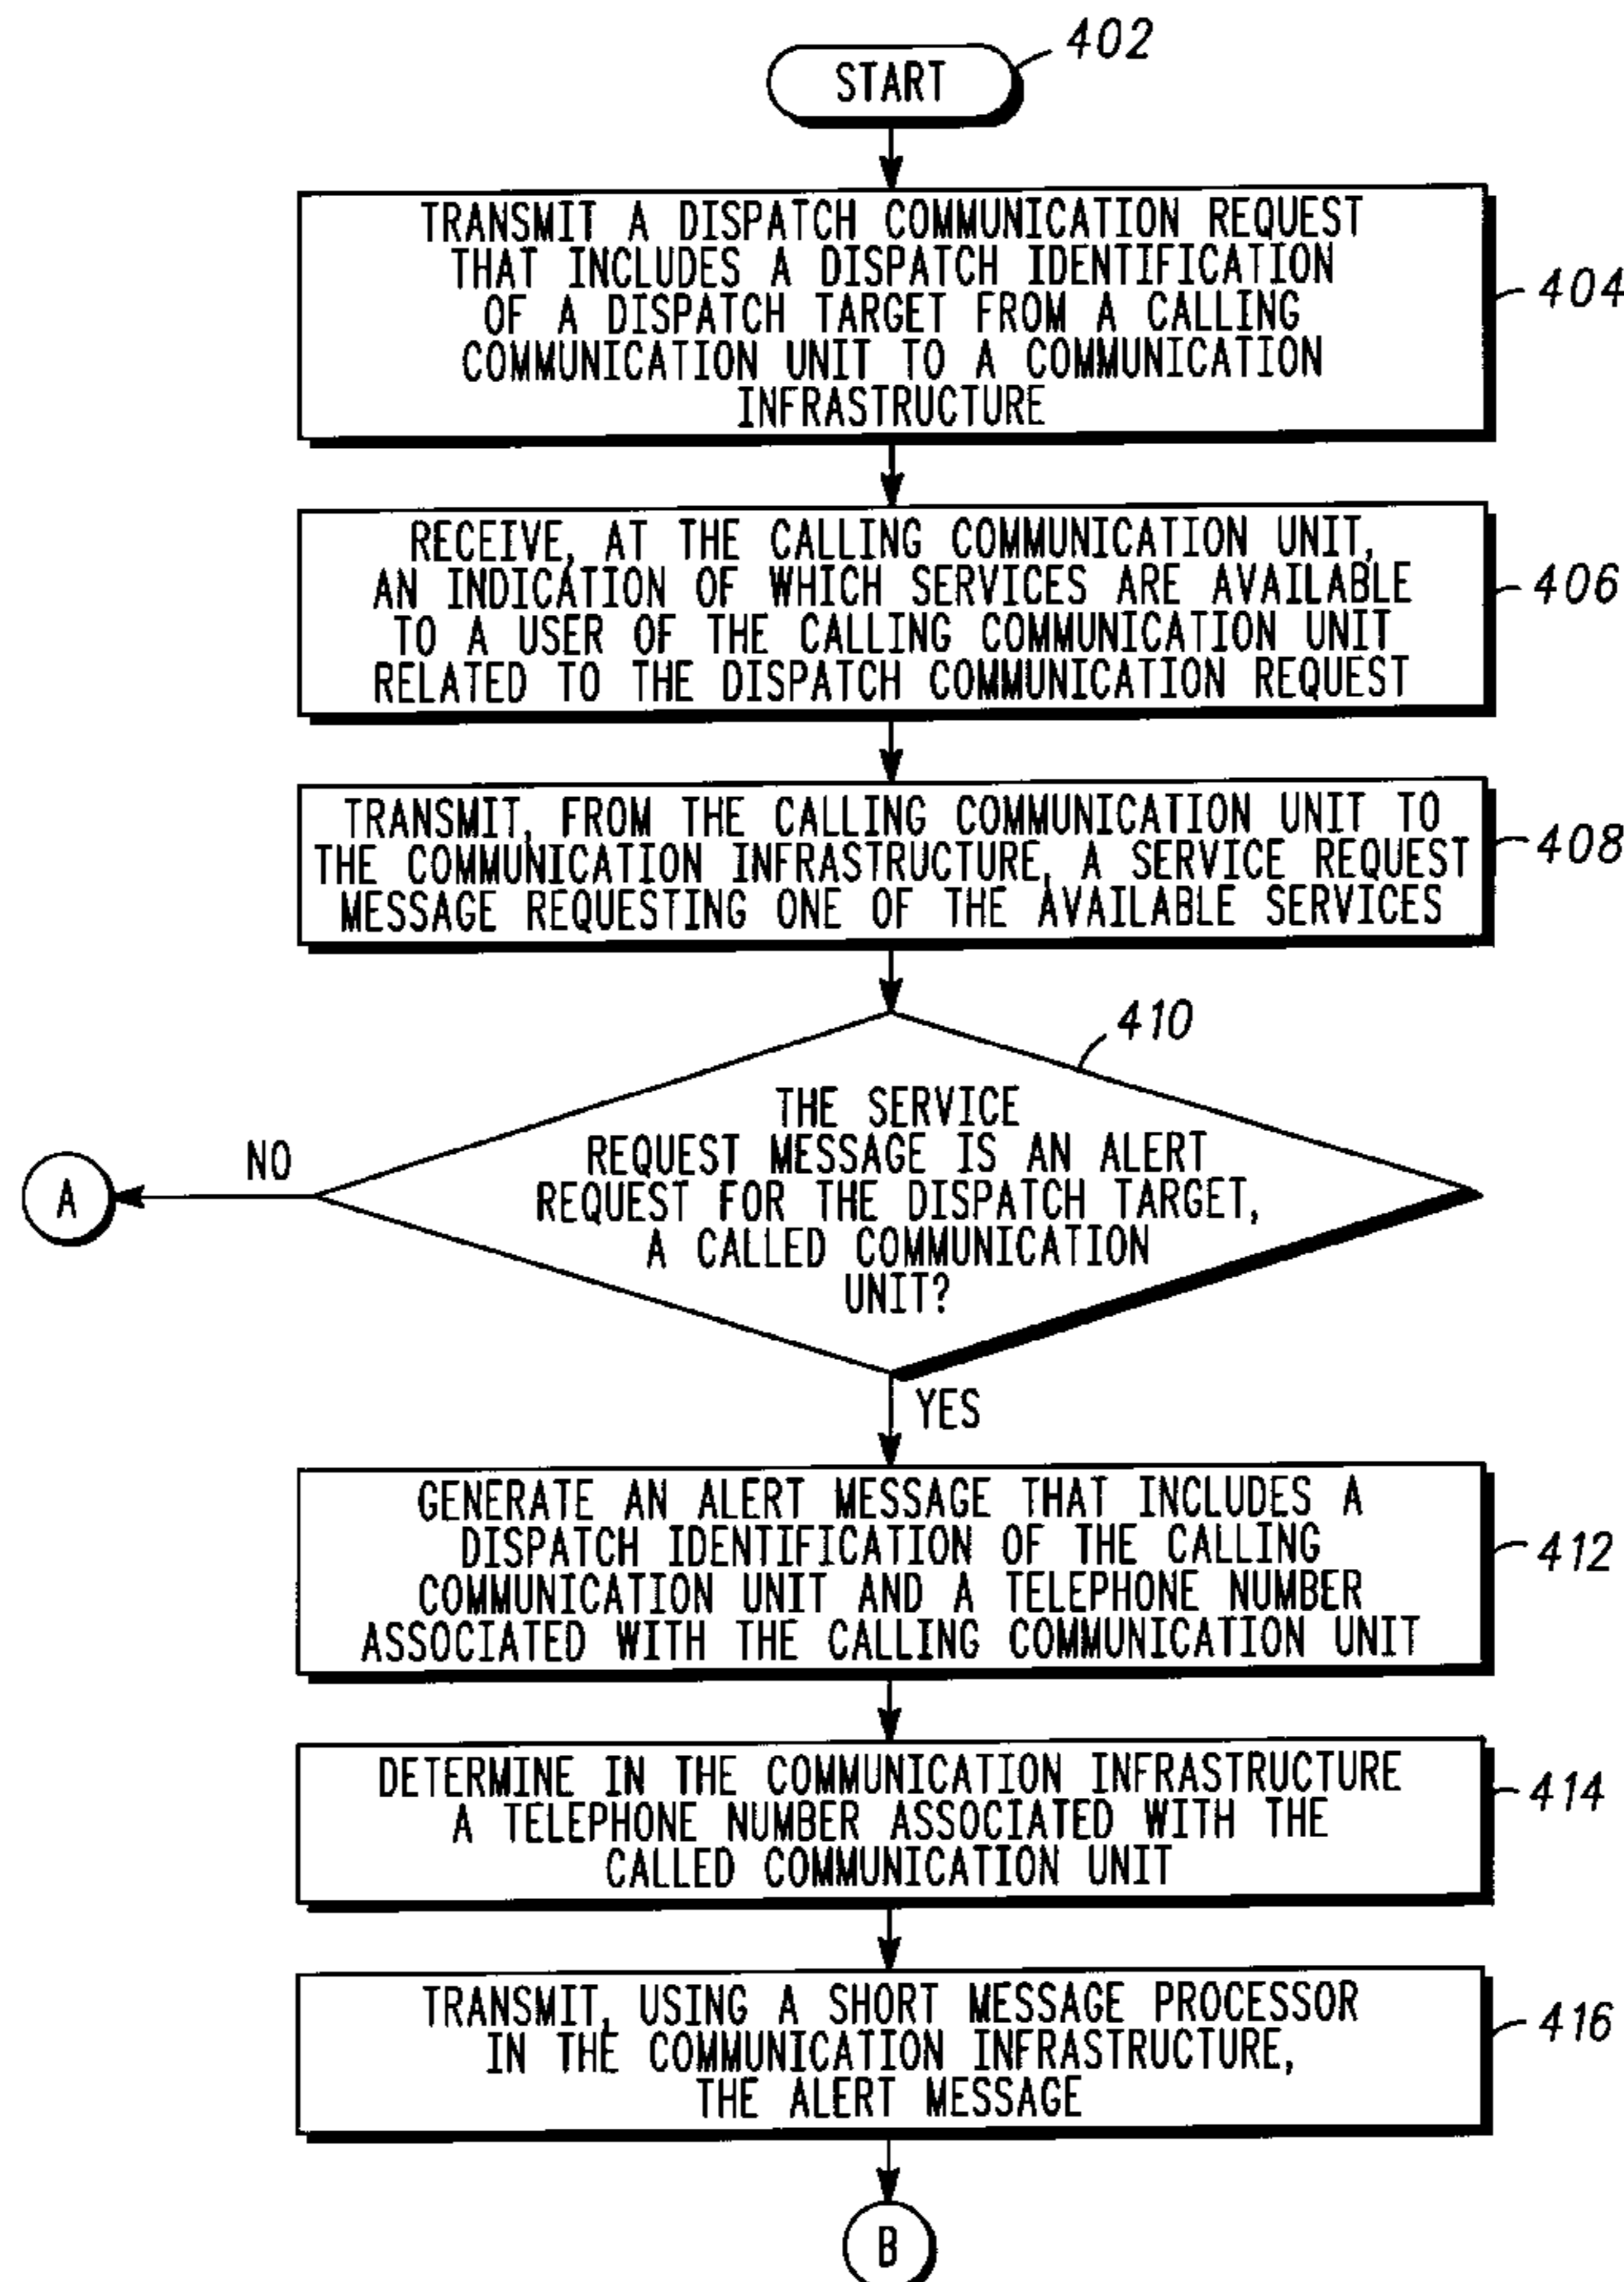 402
START
TRANSMIT A DISPATCH COMMUNICATION REQUEST
THAT INCLUDES A DISPATCH IDENTIFICATION
OF A DISPATCH TARGET FROM A CALLING
COMMUNICATION UNIT TO A COMMUNICATION
INFRASTRUCTURE
404
RECEIVE, AT THE CALLING COMMUNICATION UNIT,
AN INDICATION OF WHICH SERVICES ARE AVAILABLE
TO A USER OF THE CALLING COMMUNICATION UNIT
RELATED TO THE DISPATCH COMMUNICATION REQUEST
406
TRANSMIT, FROM THE CALLING COMMUNICATION UNIT TO
THE COMMUNICATION INFRASTRUCTURE, A SERVICE REQUEST
MESSAGE REQUESTING ONE OF THE AVAILABLE SERVICES
408
410
THE SERVICE
REQUEST MESSAGE IS AN ALERT
REQUEST FOR THE DISPATCH TARGET,
A CALLED COMMUNICATION
UNIT?
NO
A
YES
GENERATE AN ALERT MESSAGE THAT INCLUDES A
DISPATCH IDENTIFICATION OF THE CALLING
COMMUNICATION UNIT AND A TELEPHONE NUMBER
ASSOCIATED WITH THE CALLING COMMUNICATION UNIT
412
DETERMINE IN THE COMMUNICATION INFRASTRUCTURE
A TELEPHONE NUMBER ASSOCIATED WITH THE
CALLED COMMUNICATION UNIT
414
TRANSMIT, USING A SHORT MESSAGE PROCESSOR
IN THE COMMUNICATION INFRASTRUCTURE,
THE ALERT MESSAGE
416
B